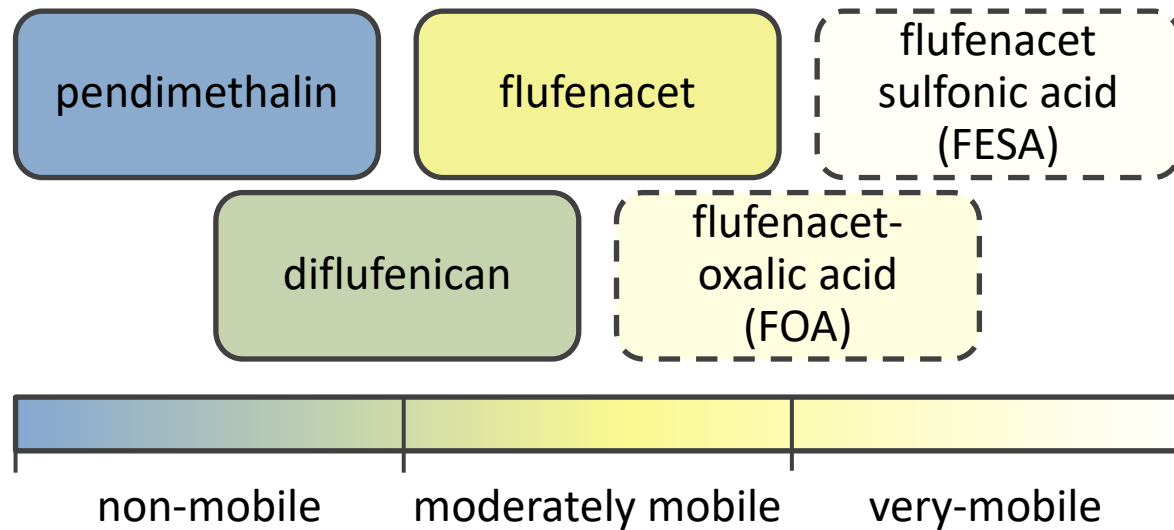 pendimethalin
flufenacet
flufenacet
sulfonic acid
(FESA)
diflufenican
flufenacet-
oxalic acid
(FOA)
non-mobile
moderately mobile
very-mobile